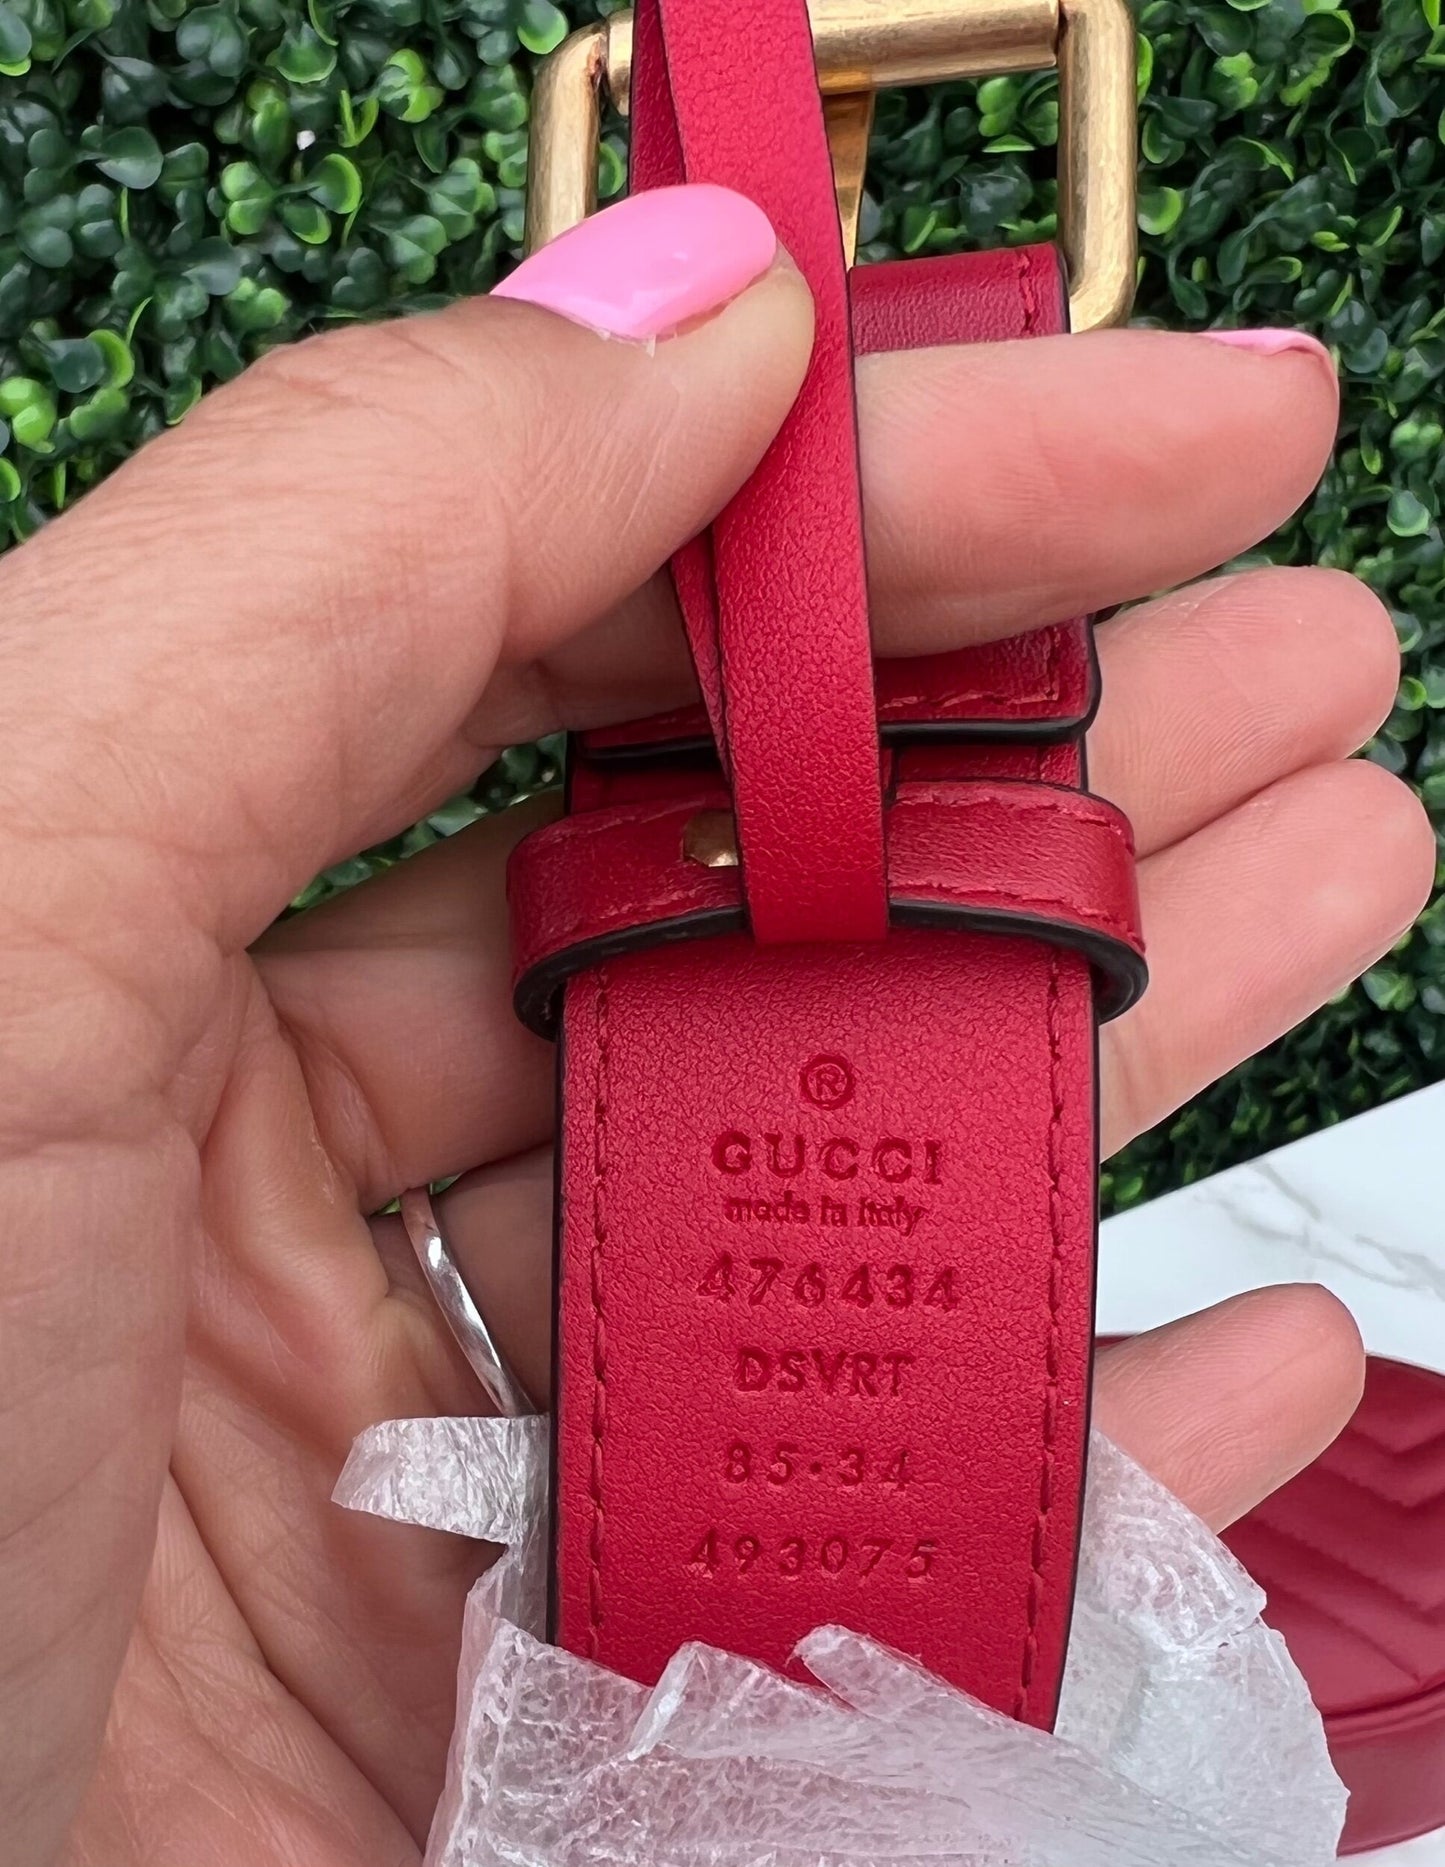 ®
GUCCI
made in italy
476434
DSVRT
85·34
493075